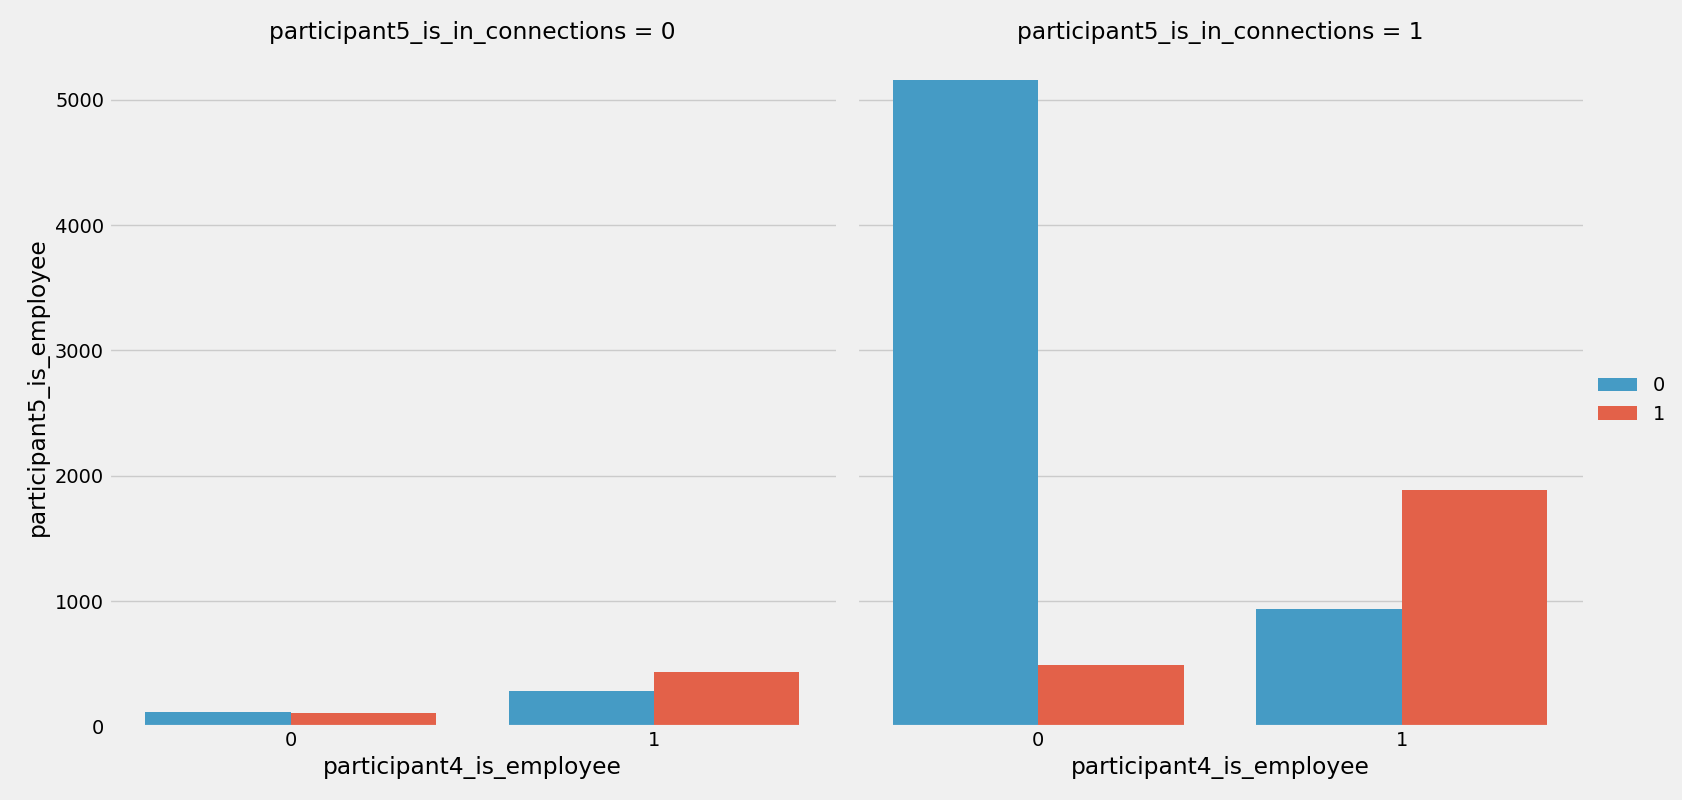 participant5_is_in_connections = 0
participant5_is_in_connections = 1
participant5_is_employee
5000
4000
3000
2000
1000
0
0
1
0
1
participant4_is_employee
participant4_is_employee
0
1